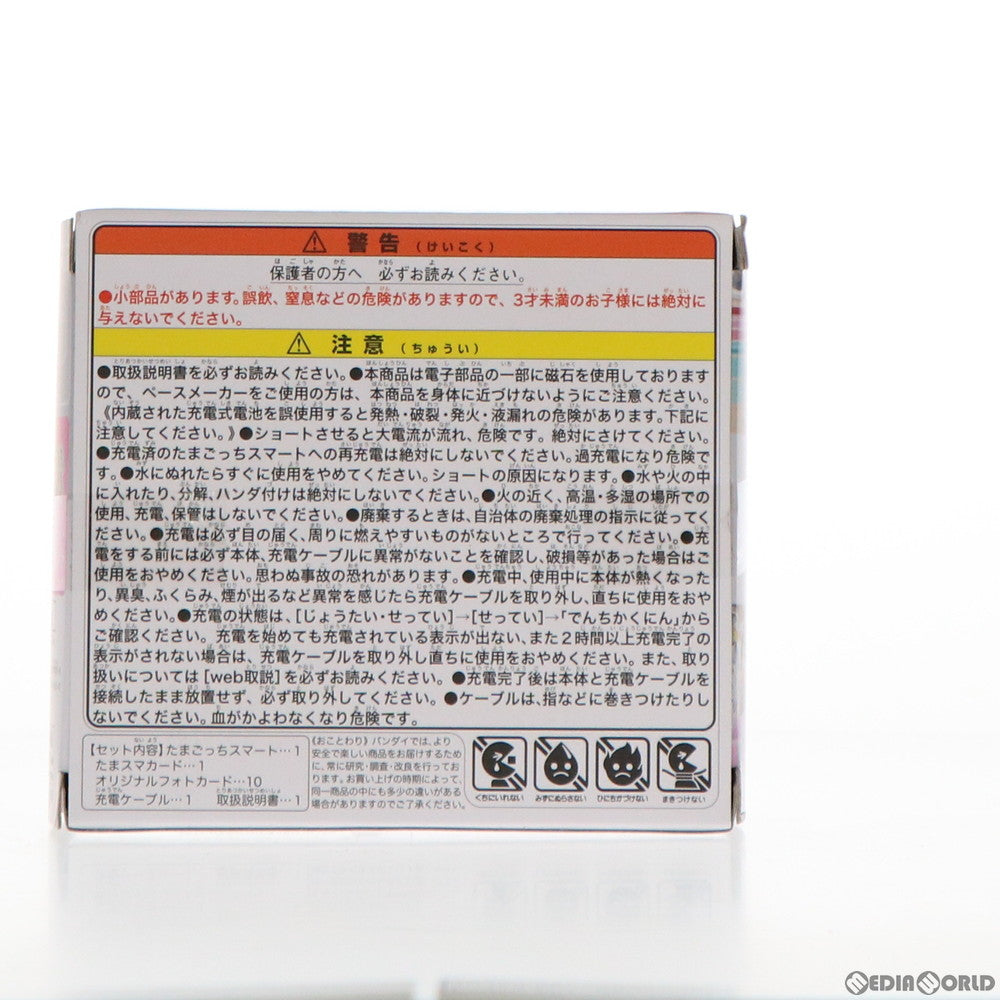 警告（けいこく）
保護者の方へ 必ずお読みください。
●小部品があります。誤飲、窒息などの危険がありますので、3才未満のお子様には絶対に
与えないでください。
注意（ちゅうい）
●取扱説明書を必ずお読みください。●本商品は電子部品の一部に磁石を使用しております
ので、ペースメーカーをご使用の方は、本商品を身体に近づけないようにご注意ください。
《内蔵された充電式電池を誤使用すると発熱・破裂・発火・液漏れの危険があります。下記に
注意してください。》●ショートさせると大電流が流れ、危険です。絶対にさけてください。
●充電済のたまごっちスマートへの再充電は絶対にしないでください。過充電になり危険で
す。●水にぬれたらすぐに使用をやめてください。ショートの原因になります。●水や火の中
に入れたり、分解、ハンダ付けは絶対にしないでください。●火の近く、高温・多湿の場所での
使用、充電、保管はしないでください。●廃棄するときは、自治体の廃棄処理の指示に従ってく
ださい。●充電は必ず目の届く、周りに燃えやすいものがないところで行ってください。●充
電をする前には必ず本体、充電ケーブルに異常がないことを確認し、破損等があった場合はご
使用をおやめください。思わぬ事故の恐れがあります。●充電中、使用中に本体が熱くなった
り、異臭、ふくらみ、煙が出るなど異常を感じたら充電ケーブルを取り外し、直ちに使用をおや
めください。●充電の状態は、[じょうたい・せってい]→[せってい]→「でんちかくにん」から
ご確認ください。充電を始めても充電されている表示が出ない、また2時間以上充電完了の
表示がされない場合は、充電ケーブルを取り外し直ちに使用をおやめください。また、取り
扱いについては[web取説]を必ずお読みください。●充電完了後は本体と充電ケーブルを
接続したまま放置せず、必ず取り外してください。●ケーブルは、指などに巻きつけたりし
ないでください。血がかよわなくなり危険です。
【セット内容】たまごっちスマート…1
たまスマカード…1
オリジナルフォトカード…10
充電ケーブル…1 取扱説明書…1
《おことわり》バンダイでは、より
安全で楽しい商品をお届けするため
に、常に研究・調査・改良を行ってお
ります。お買い上げの時期によって、
同一商品の中にも多少の違いがある
場合がありますのでご了承ください。
くちにいれない
みずにぬらさない
ひにちかづけない
まきつけない
MEDIAWORLD